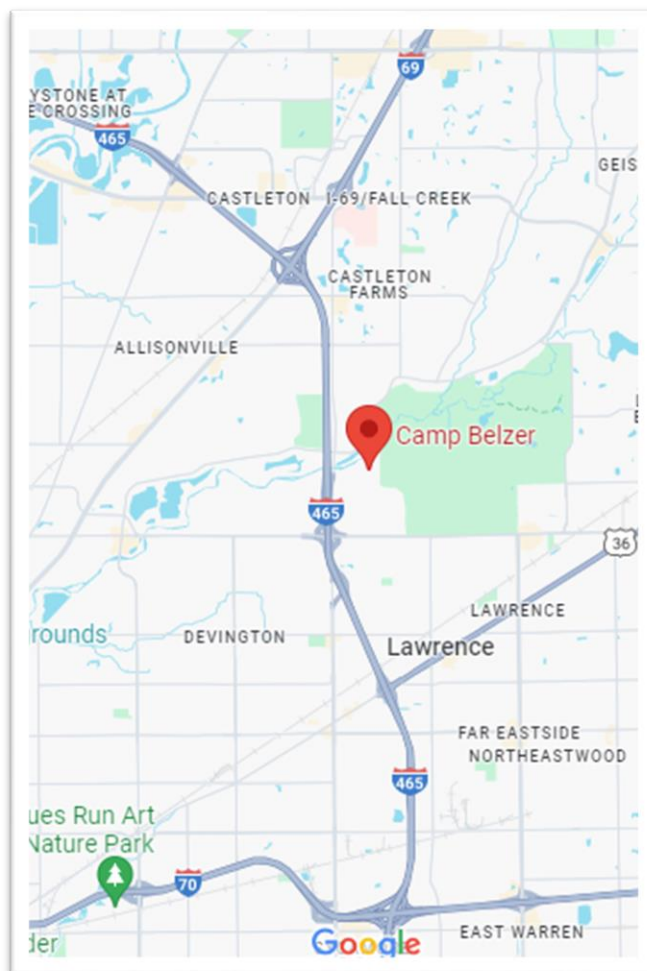 69
YSTONE AT
E CROSSING
465
GEIS
CASTLETON
I-69/FALL CREEK
CASTLETON
FARMS
ALLISONVILLE
Camp Belzer
465
36
LAWRENCE
rounds
DEVINGTON
Lawrence
FAR EASTSIDE
NORTHEASTWOOD
465
ues Run Art
Nature Park
70
der
EAST WARREN
Google